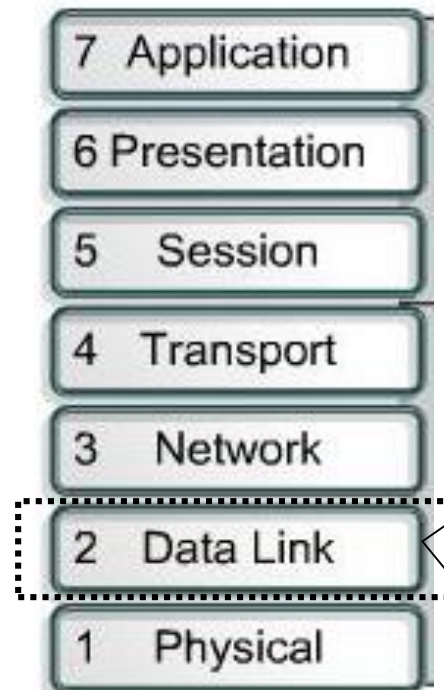 7 Application
6 Presentation
5 Session
4 Transport
3 Network
2 Data Link
1 Physical